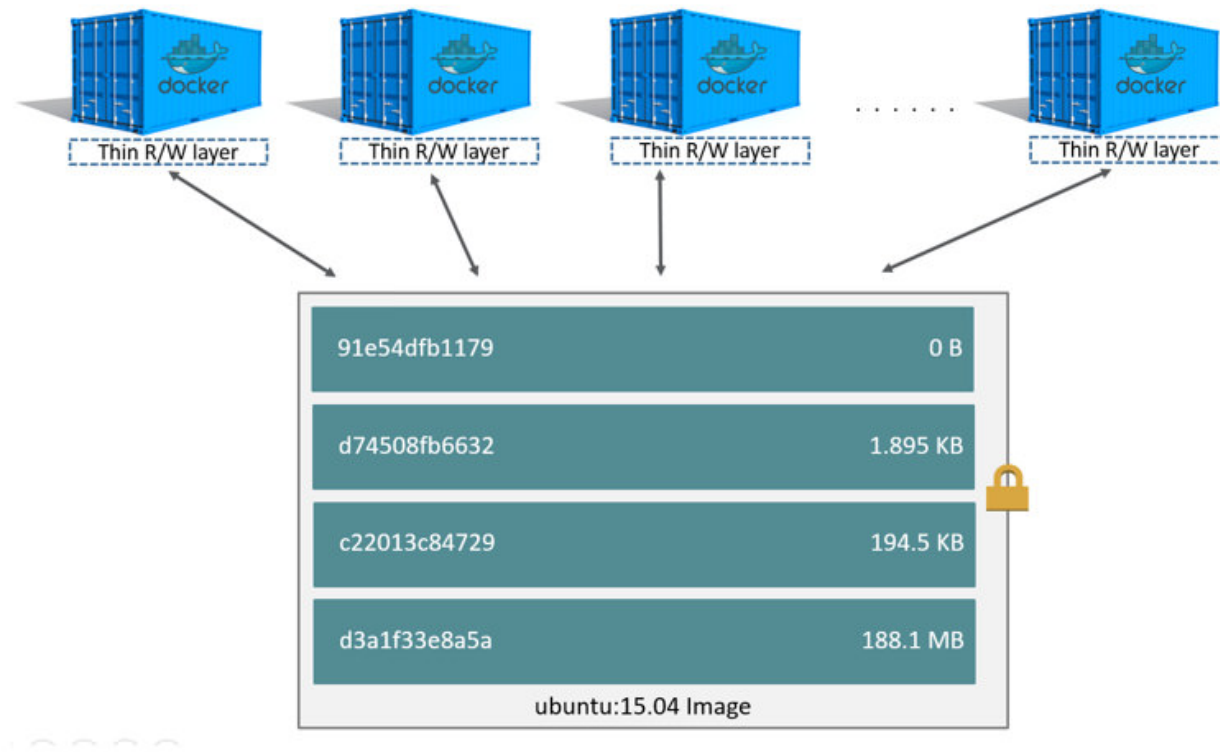 docker docker docker docker
. . . . . .
Thin R/W layer Thin R/W layer Thin R/W layer Thin R/W layer
91e54dfb1179 0 B
d74508fb6632 1.895 KB
c22013c84729 194.5 KB
d3a1f33e8a5a 188.1 MB
ubuntu:15.04 Image